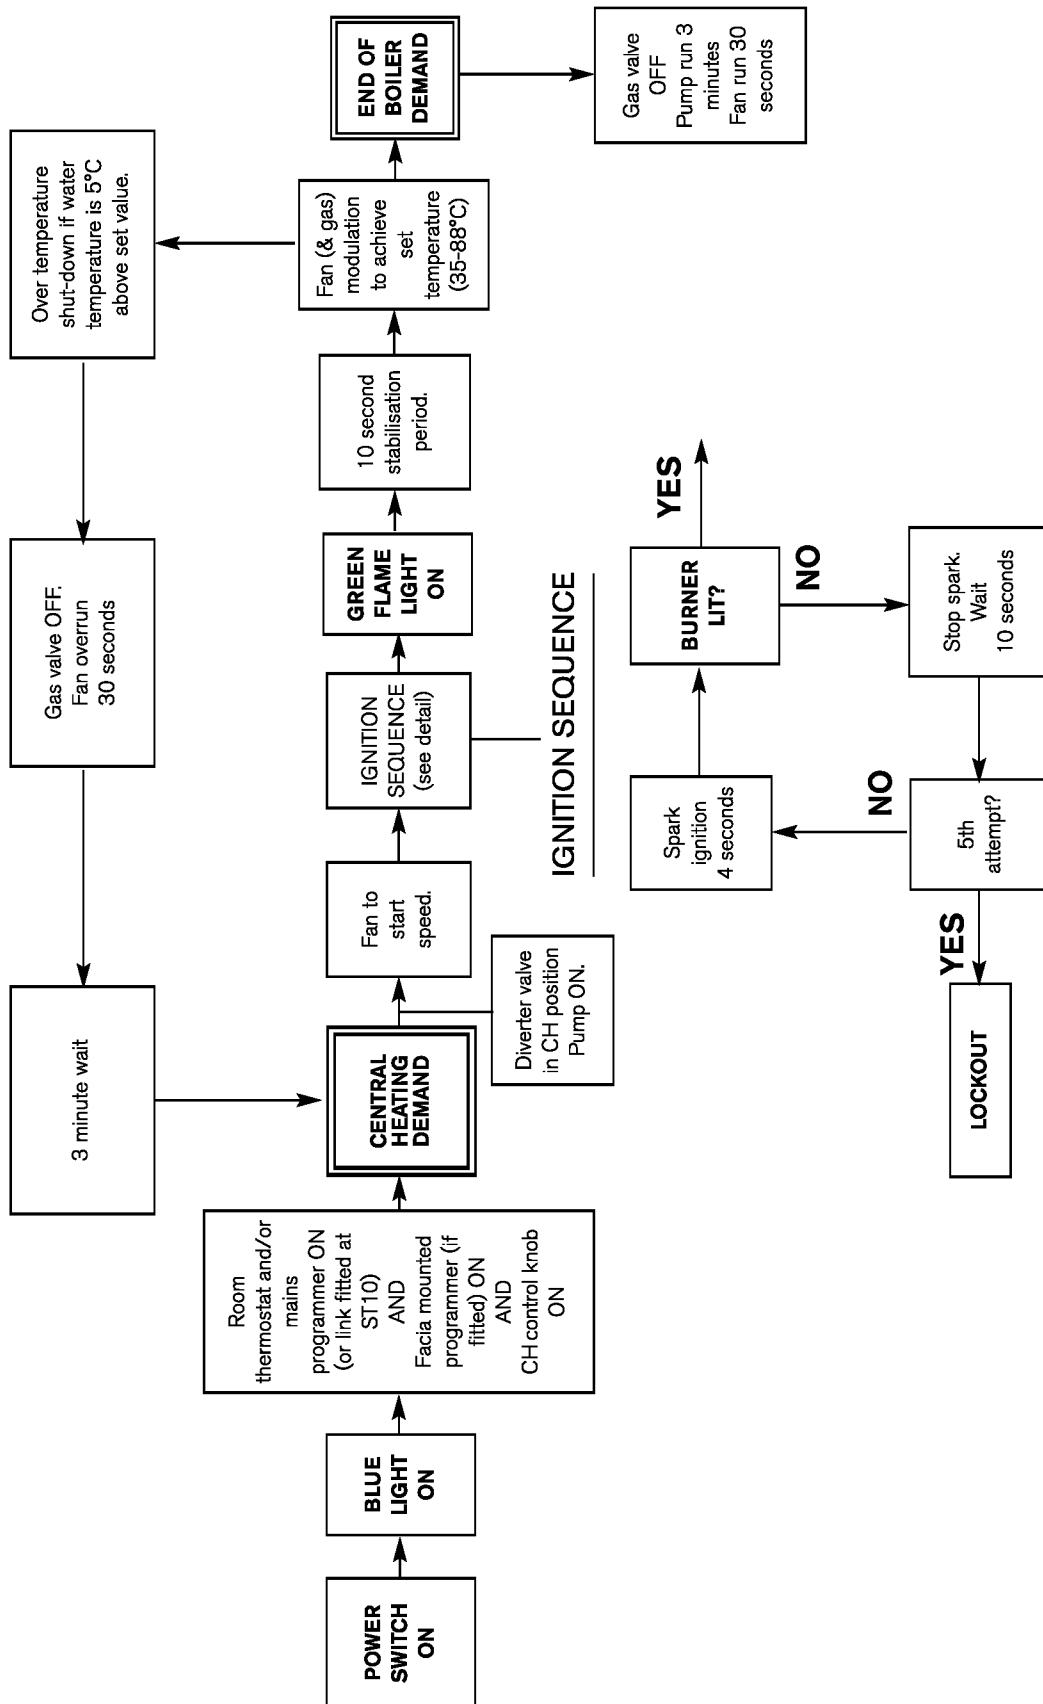 POWER
SWITCH
ON
BLUE
LIGHT
ON
Room
thermostat and/or
mains
programmer ON
(or link fitted at
ST10)
AND
Facia mounted
programmer (if
fitted) ON
AND
CH control knob
ON
CENTRAL
HEATING
DEMAND
Diverter valve
in CH position
Pump ON.
Fan to
start
speed.
IGNITION
SEQUENCE
(see detail)
GREEN
FLAME
LIGHT
ON
10 second
stabilisation
period.
Fan (& gas)
modulation
to achieve
set
temperature
(35-88°C)
END OF
BOILER
DEMAND
Gas valve
OFF
Pump run 3
minutes
Fan run 30
seconds
Over temperature
shut-down if water
temperature is 5°C
above set value.
Gas valve OFF.
Fan overrun
30 seconds
3 minute wait
IGNITION SEQUENCE
Spark
ignition
4 seconds
BURNER
LIT?
YES
NO
Stop spark.
Wait
10 seconds
5th
attempt?
NO
YES
LOCKOUT